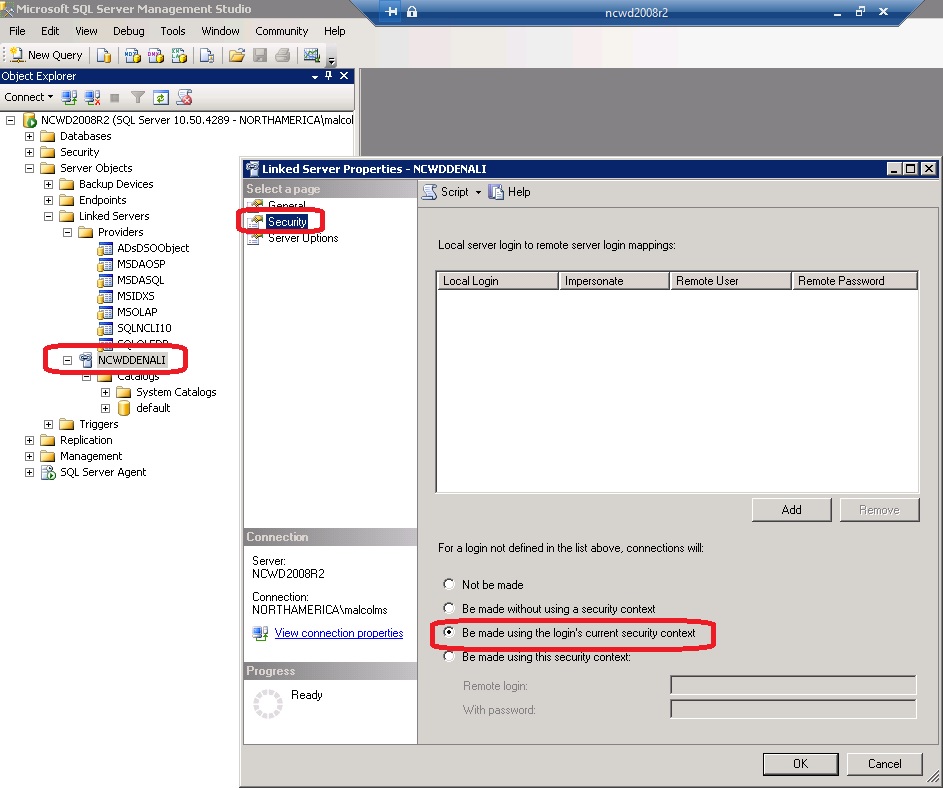 Microsoft SQL Server Management Studio
ncwd2008r2
File Edit View Debug Tools Window Community Help
New Query
Object Explorer
Connect
NCWD2008R2 (SQL Server 10.50.4289 - NORTHAMERICA\malcol
Databases
Security
Server Objects
Backup Devices
Endpoints
Linked Servers
Providers
ADsDSOObject
MSDAOSP
MSDASQL
MSIDXS
MSOLAP
SQLNCLI10
SQLOLEDB
NCWDDENALI
Catalogs
System Catalogs
default
Triggers
Replication
Management
SQL Server Agent
Linked Server Properties - NCWDDENALI
Select a page
General
Security
Server Options
Connection
Server:
NCWD2008R2
Connection:
NORTHAMERICA\malcolms
View connection properties
Progress
Ready
Script Help
Local server login to remote server login mappings:
Local Login Impersonate Remote User Remote Password
Add Remove
For a login not defined in the list above, connections will:
Not be made
Be made without using a security context
Be made using the login's current security context
Be made using this security context:
Remote login:
With password:
OK Cancel